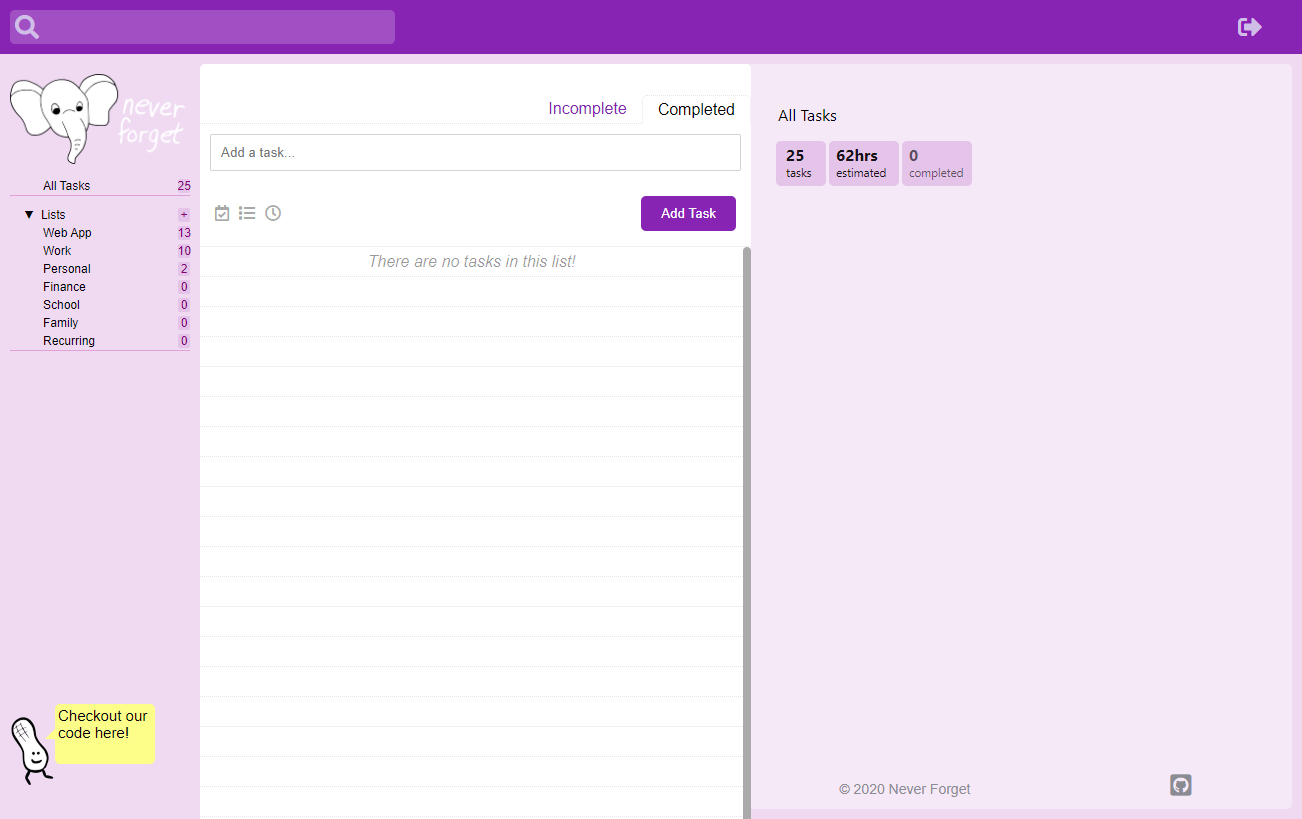 never
forget
All Tasks 25
▼ Lists +
Web App 13
Work 10
Personal 2
Finance 0
School 0
Family 0
Recurring 0
Checkout our
code here!
Incomplete Completed
Add a task...
Add Task
There are no tasks in this list!
All Tasks
25 62hrs 0
tasks estimated completed
© 2020 Never Forget